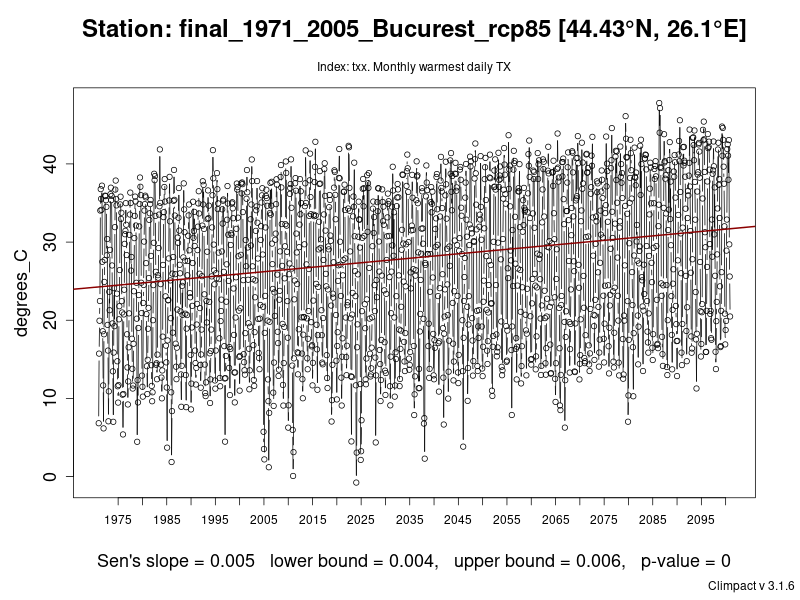 Station: final_1971_2005_Bucurest_rcp85 [44.43°N, 26.1°E]
Index: txx. Monthly warmest daily TX
degrees_C
40
30
20
10
0
1975 1985 1995 2005 2015 2025 2035 2045 2055 2065 2075 2085 2095
Sen's slope = 0.005 lower bound = 0.004, upper bound = 0.006, p-value = 0
Climpact v 3.1.6